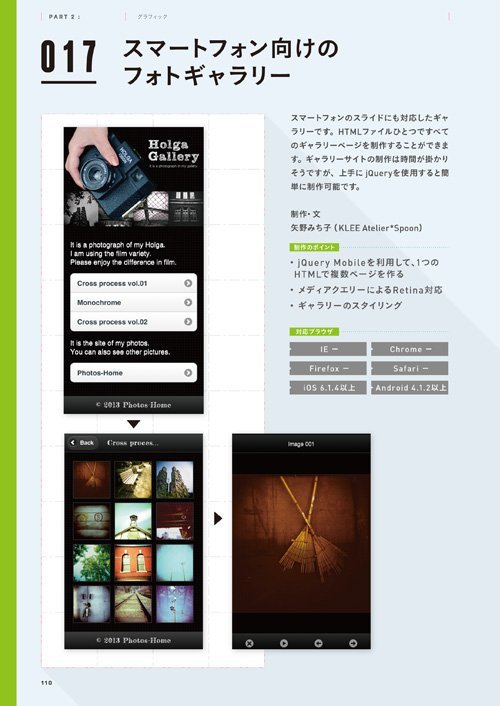 PART 2 :
グラフィック
017
スマートフォン向けの
フォトギャラリー
スマートフォンのスライドにも対応したギャ
ラリーです。HTMLファイルひとつですべて
のギャラリーページを制作することができま
す。ギャラリーサイトの制作は時間が掛かり
そうですが、上手に jQueryを使用すると簡
単に制作可能です。
制作・文
矢野みち子 (KLEE Atelier*Spoon)
制作のポイント
• jQuery Mobileを利用して、1つの
HTMLで複数ページを作る
• メディアクエリーによるRetina対応
• ギャラリーのスタイリング
対応ブラウザ
IE ー
Chrome ー
Firefox ー
Safari ー
iOS 6.1.4以上
Android 4.1.2以上
HOLGA
Holga
Gallery
It is a photograph in my Holga.
It is a photograph of my Holga.
I am using the film variety.
Please enjoy the difference in film.
Cross process vol.01
Monochrome
Cross process vol.02
It is the site of my photos.
You can also see other pictures.
Photos-Home
© 2013 Photos-Home
Back
Cross proces...
© 2013 Photos-Home
Image 001
110